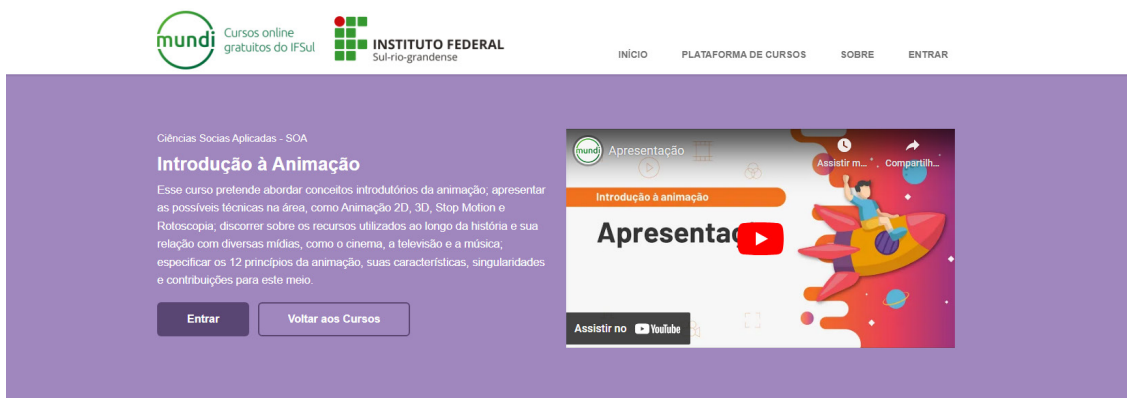 mundi
Cursos online
gratuitos do IFSul
INSTITUTO FEDERAL
Sul-rio-grandense
INÍCIO PLATAFORMA DE CURSOS SOBRE ENTRAR
Ciências Socias Aplicadas - SOA
Introdução à Animação
Esse curso pretende abordar conceitos introdutórios da animação; apresentar
as possíveis técnicas na área, como Animação 2D, 3D, Stop Motion e
Rotoscopia; discorrer sobre os recursos utilizados ao longo da história e sua
relação com diversas mídias, como o cinema, a televisão e a música;
especificar os 12 princípios da animação, suas características, singularidades
e contribuições para este meio.
Entrar Voltar aos Cursos
mundi Apresentação
Assistir m... Compartilh...
Introdução à animação
Apresentaç
Assistir no YouTube